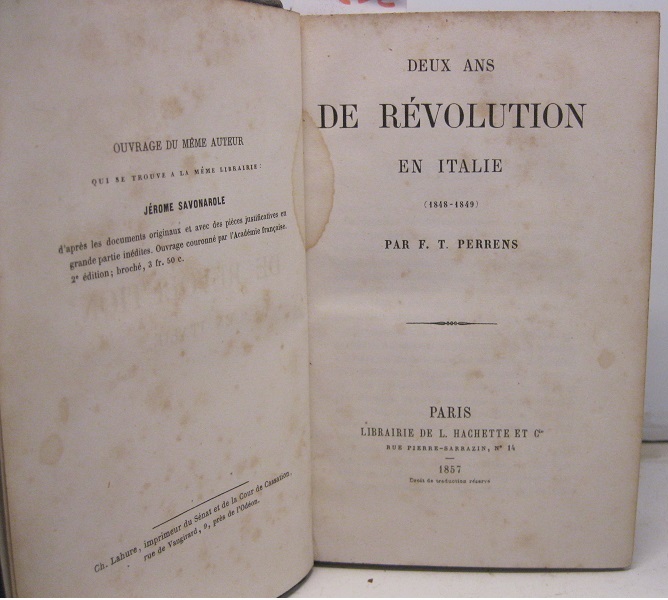 OUVRAGE DU MÊME AUTEUR
QUI SE TROUVE A LA MÊME LIBRAIRIE:
JÉROME SAVONAROLE
d'après les documents originaux et avec des pièces justificatives en
grande partie inédites. Ouvrage couronné par l'Académie française.
2e édition; broché, 3 fr. 50 c.
Ch. Lahure, imprimeur du Sénat et de la Cour de Cassation,
rue de Vaugirard, 9, près de l'Odéon.
DEUX ANS
DE RÉVOLUTION
EN ITALIE
(1848-1849)
PAR F. T. PERRENS
PARIS
LIBRAIRIE DE L. HACHETTE ET Cie
RUE PIERRE-SARRAZIN, N° 14
1857
Droit de traduction réservé